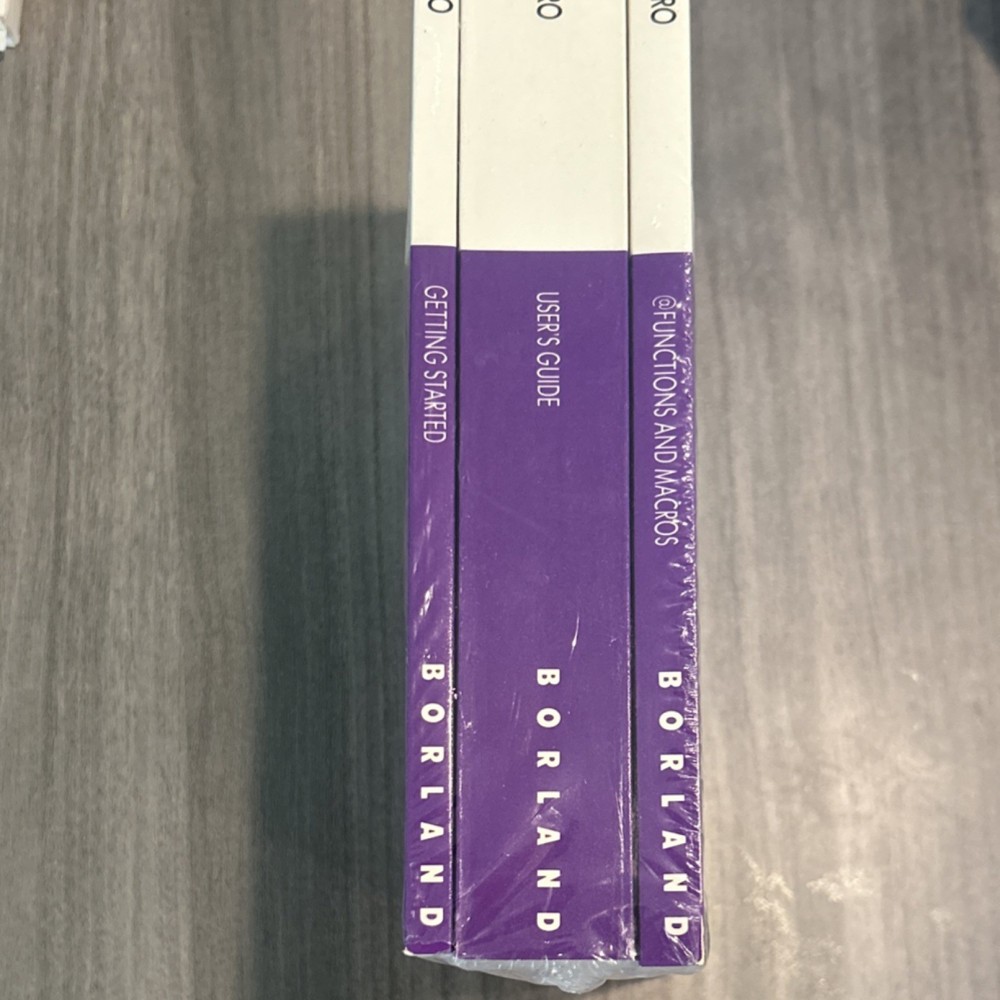 O
GETTING STARTED
BORLAND
RO
USER'S GUIDE
BORLAND
RO
@FUNCTIONS AND MACROS
BORLAND